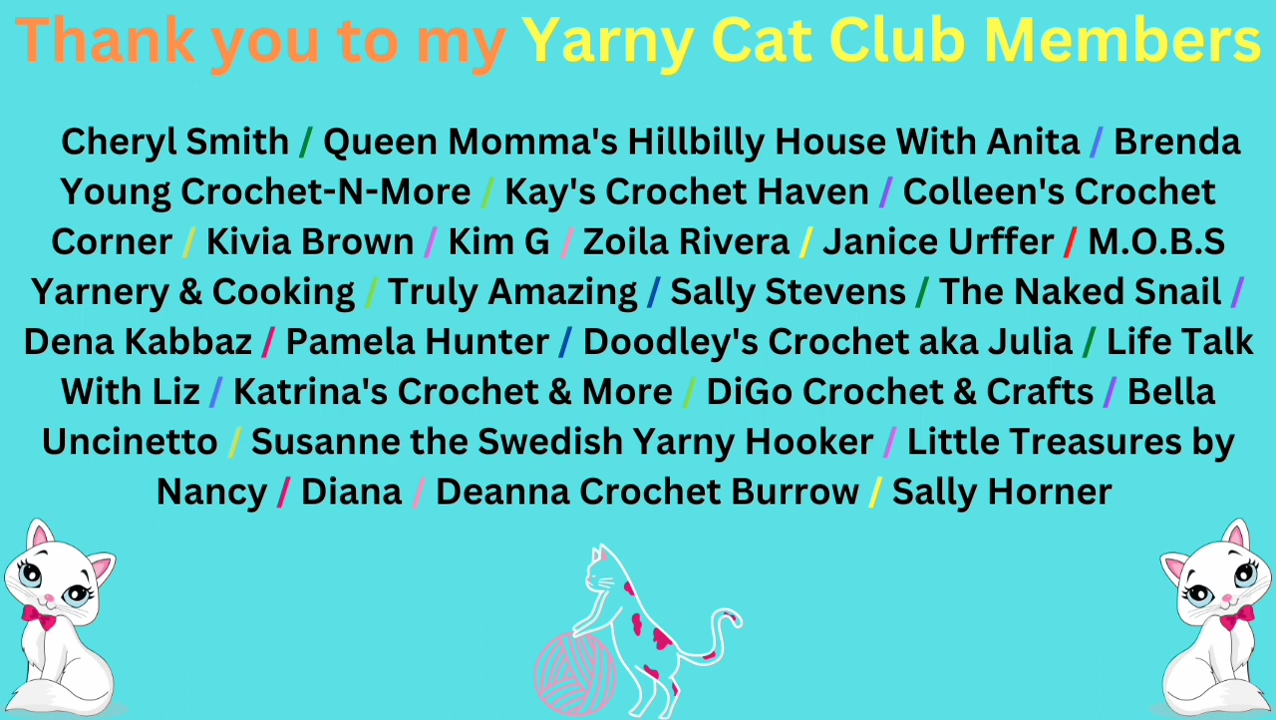 Thank you to my Yarny Cat Club Members
Cheryl Smith / Queen Momma's Hillbilly House With Anita / Brenda
Young Crochet-N-More / Kay's Crochet Haven / Colleen's Crochet
Corner / Kivia Brown / Kim G / Zoila Rivera / Janice Urffer / M.O.B.S
Yarnery & Cooking / Truly Amazing / Sally Stevens / The Naked Snail /
Dena Kabbaz / Pamela Hunter / Doodley's Crochet aka Julia / Life Talk
With Liz / Katrina's Crochet & More / DiGo Crochet & Crafts / Bella
Uncinetto / Susanne the Swedish Yarny Hooker / Little Treasures by
Nancy / Diana / Deanna Crochet Burrow / Sally Horner